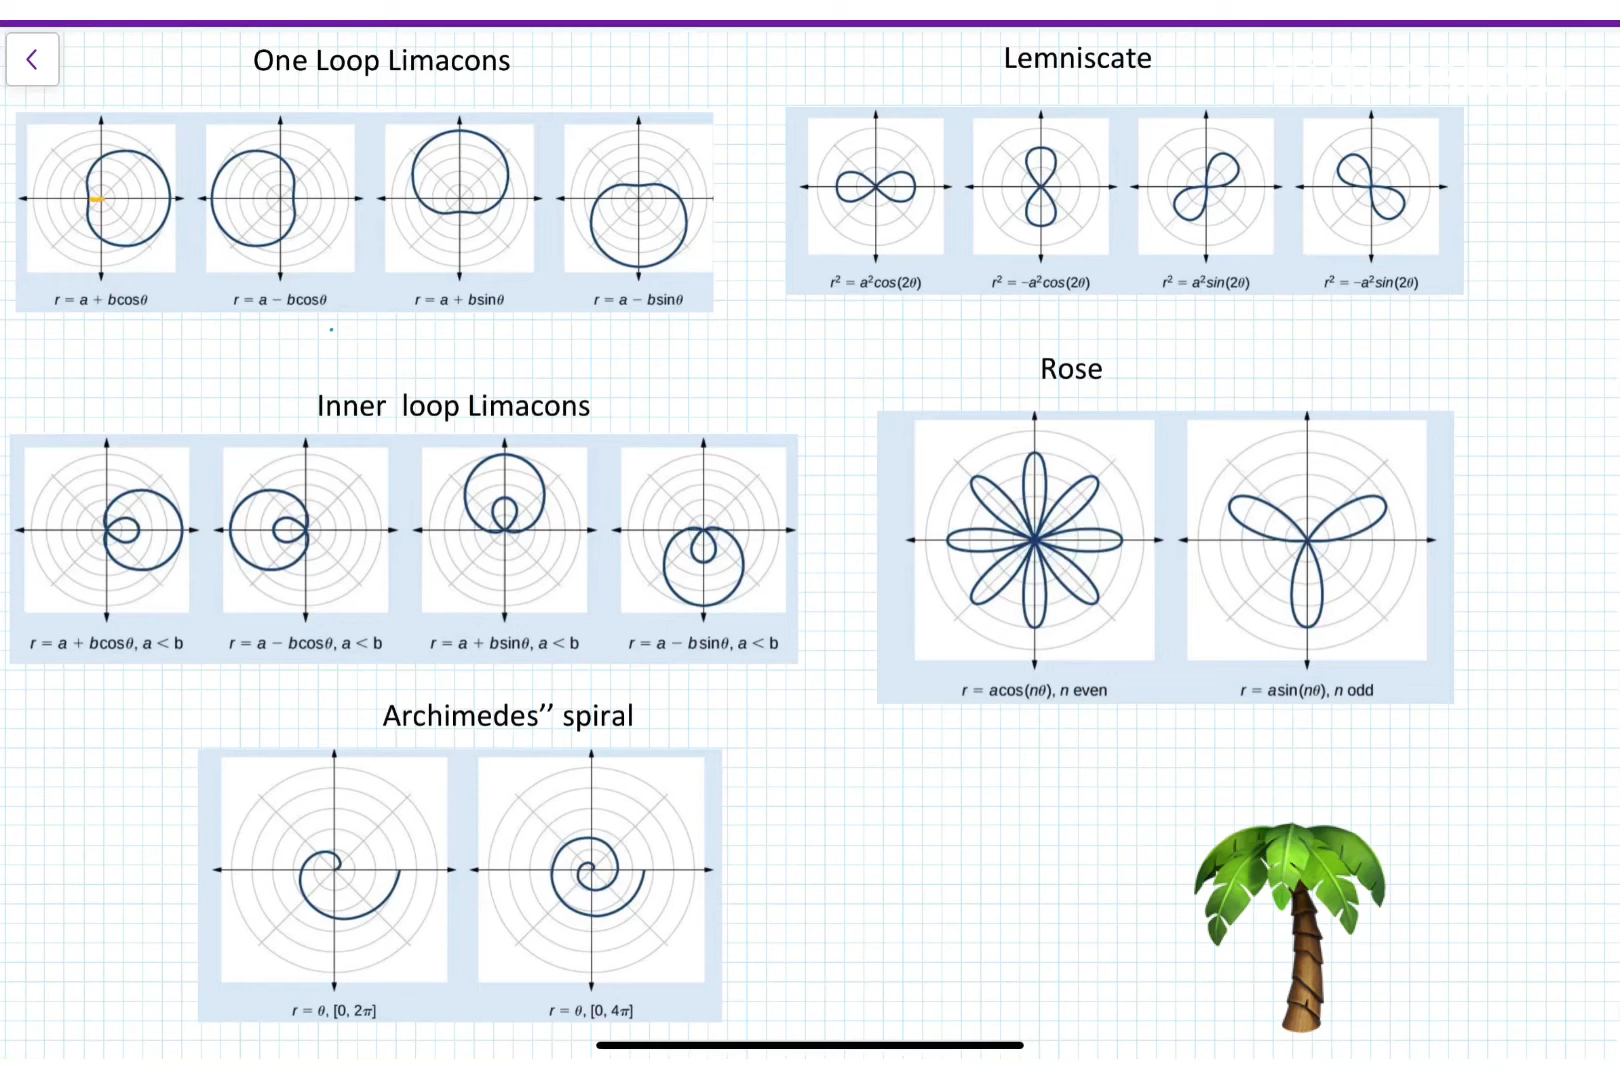 One Loop Limacons
r = a + bcosθ
r = a − bcosθ
r = a + bsinθ
r = a − bsinθ
Lemniscate
r² = a²cos(2θ)
r² = −a²cos(2θ)
r² = a²sin(2θ)
r² = −a²sin(2θ)
Inner loop Limacons
r = a + bcosθ, a < b
r = a − bcosθ, a < b
r = a + bsinθ, a < b
r = a − bsinθ, a < b
Rose
r = acos(nθ), n even
r = asin(nθ), n odd
Archimedes’’ spiral
r = θ, [0, 2π]
r = θ, [0, 4π]